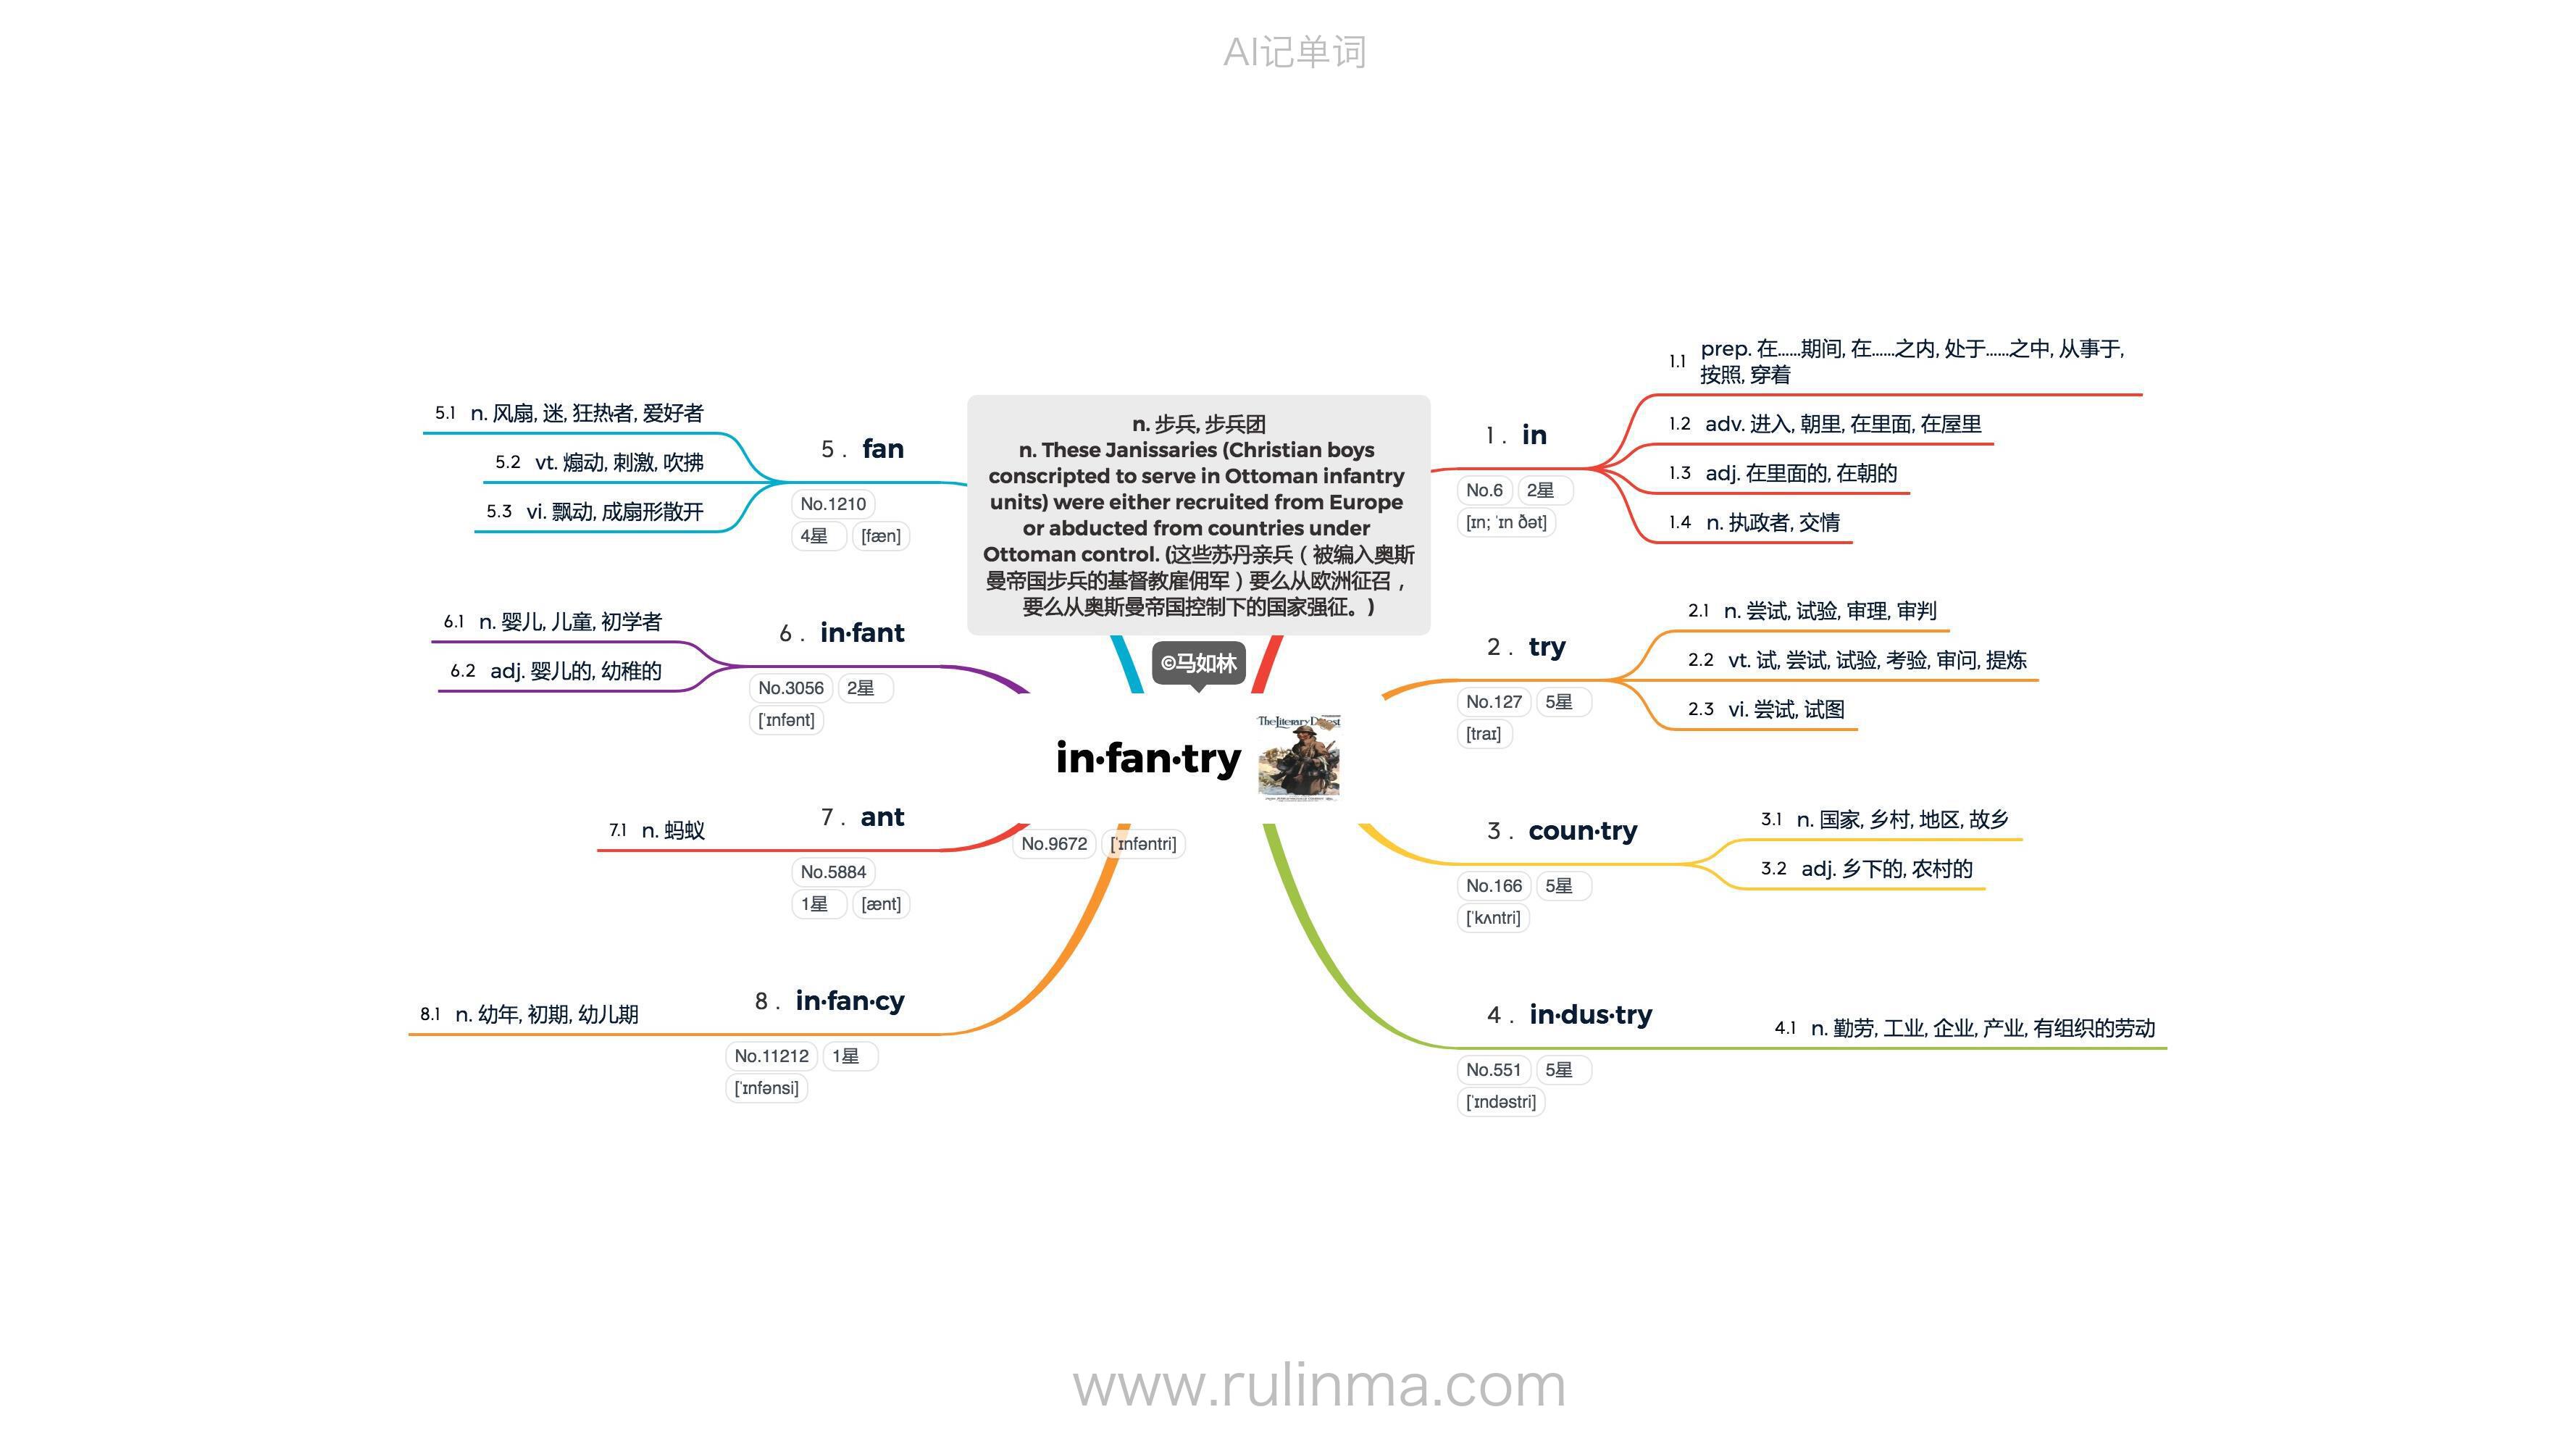 AI记单词
n. 步兵, 步兵团
n. These Janissaries (Christian boys
conscripted to serve in Ottoman infantry
units) were either recruited from Europe
or abducted from countries under
Ottoman control. (这些苏丹亲兵（被编入奥斯
曼帝国步兵的基督教雇佣军）要么从欧洲征召，
要么从奥斯曼帝国控制下的国家强征。)
©马如林
in·fan·try
The Literary Digest
No.9672 [ˈɪnfəntri]
1. in
No.6 2星
[ɪn; ˈɪn ðət]
1.1 prep. 在……期间, 在……之内, 处于……之中, 从事于,
按照, 穿着
1.2 adv. 进入, 朝里, 在里面, 在屋里
1.3 adj. 在里面的, 在朝的
1.4 n. 执政者, 交情
2. try
No.127 5星
[traɪ]
2.1 n. 尝试, 试验, 审理, 审判
2.2 vt. 试, 尝试, 试验, 考验, 审问, 提炼
2.3 vi. 尝试, 试图
3. coun·try
No.166 5星
[ˈkʌntri]
3.1 n. 国家, 乡村, 地区, 故乡
3.2 adj. 乡下的, 农村的
4. in·dus·try
No.551 5星
[ˈɪndəstri]
4.1 n. 勤劳, 工业, 企业, 产业, 有组织的劳动
5. fan
No.1210
4星 [fæn]
5.1 n. 风扇, 迷, 狂热者, 爱好者
5.2 vt. 煽动, 刺激, 吹拂
5.3 vi. 飘动, 成扇形散开
6. in·fant
No.3056 2星
[ˈɪnfənt]
6.1 n. 婴儿, 儿童, 初学者
6.2 adj. 婴儿的, 幼稚的
7. ant
No.5884
1星 [ænt]
7.1 n. 蚂蚁
8. in·fan·cy
No.11212 1星
[ˈɪnfənsi]
8.1 n. 幼年, 初期, 幼儿期
www.rulinma.com